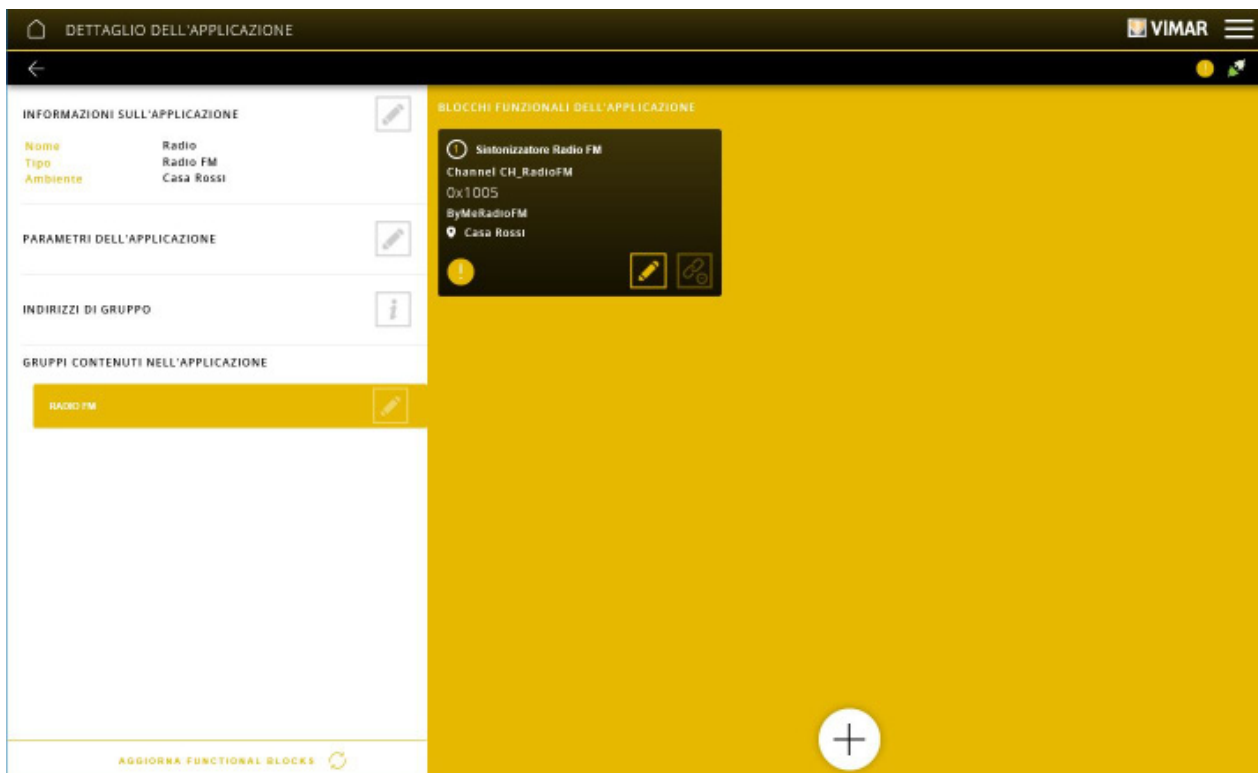 DETTAGLIO DELL'APPLICAZIONE
VIMAR
INFORMAZIONI SULL'APPLICAZIONE
Nome Radio
Tipo Radio FM
Ambiente Casa Rossi
PARAMETRI DELL'APPLICAZIONE
INDIRIZZI DI GRUPPO
i
GRUPPI CONTENUTI NELL'APPLICAZIONE
RADIO FM
AGGIORNA FUNCTIONAL BLOCKS
BLOCCHI FUNZIONALI DELL'APPLICAZIONE
1 Sintonizzatore Radio FM
Channel CH_RadioFM
0x1005
ByMeRadioFM
Casa Rossi
!